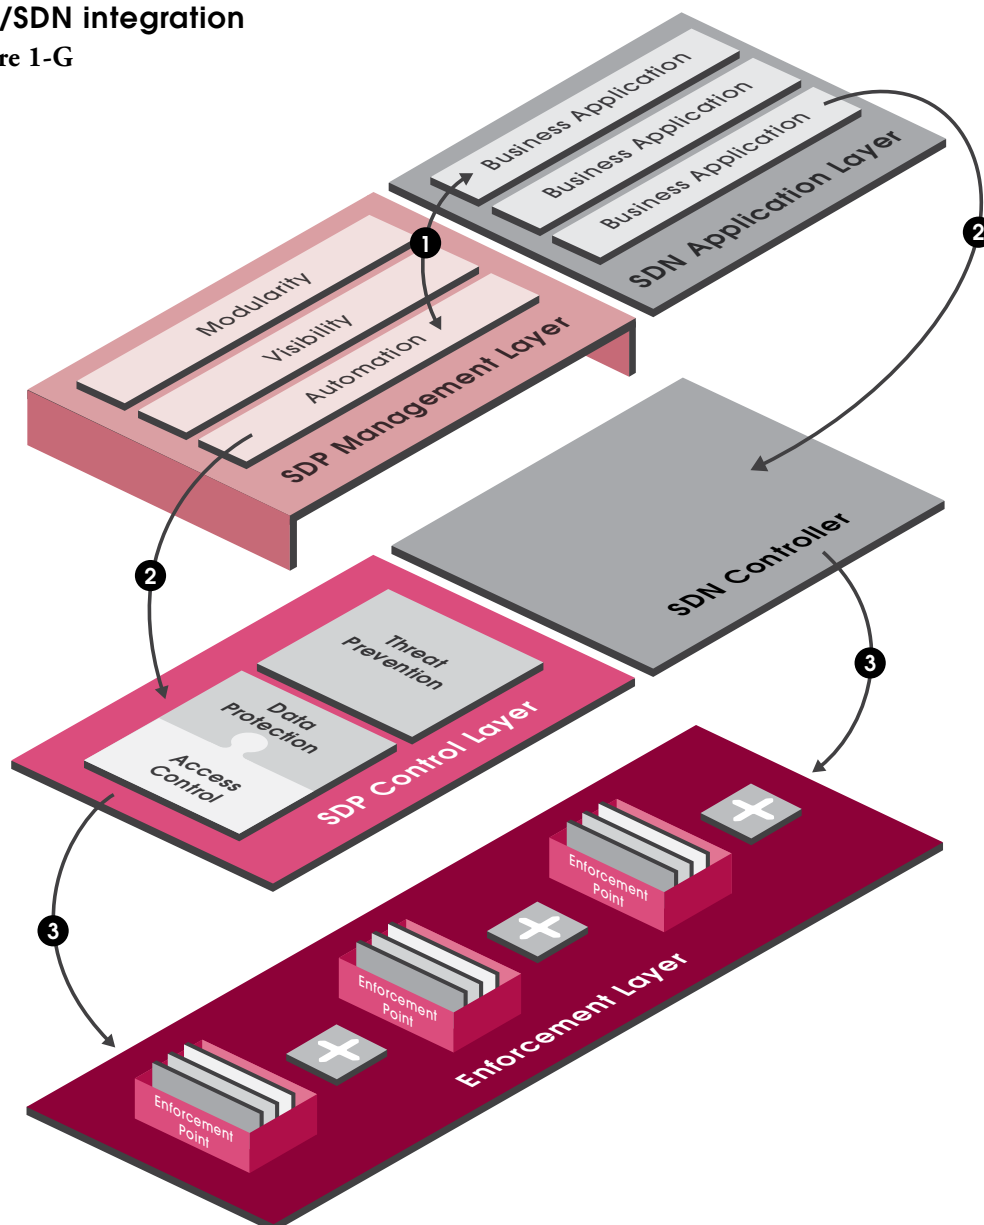 /SDN integration
re 1-G
Business Application
Business Application
Business Application
SDN Application Layer
2
1
Modularity
Visibility
Automation
SDP Management Layer
SDN Controller
2
3
Threat
Prevention
Data
Protection
Access
Control
SDP Control Layer
3
Enforcement
Point
Enforcement
Point
Enforcement
Point
Enforcement Layer